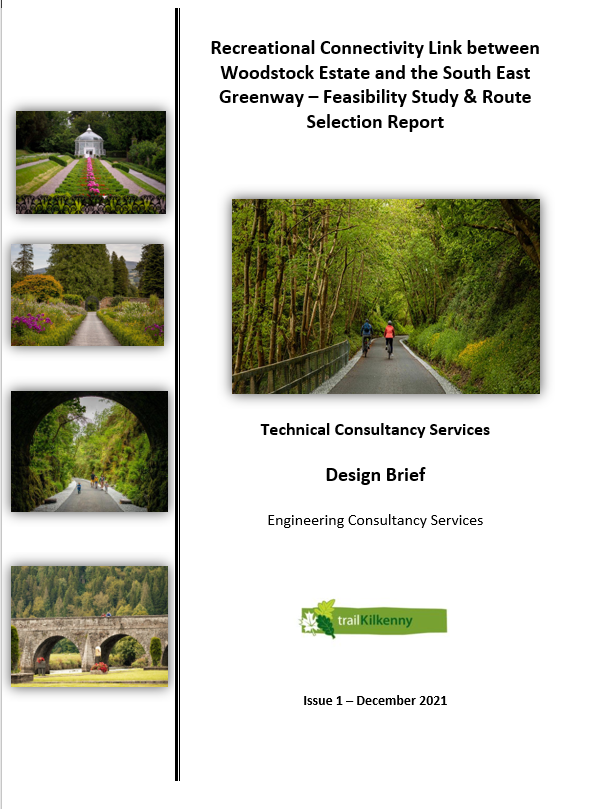 Recreational Connectivity Link between
Woodstock Estate and the South East
Greenway – Feasibility Study & Route
Selection Report
Technical Consultancy Services
Design Brief
Engineering Consultancy Services
trailKilkenny
Issue 1 – December 2021